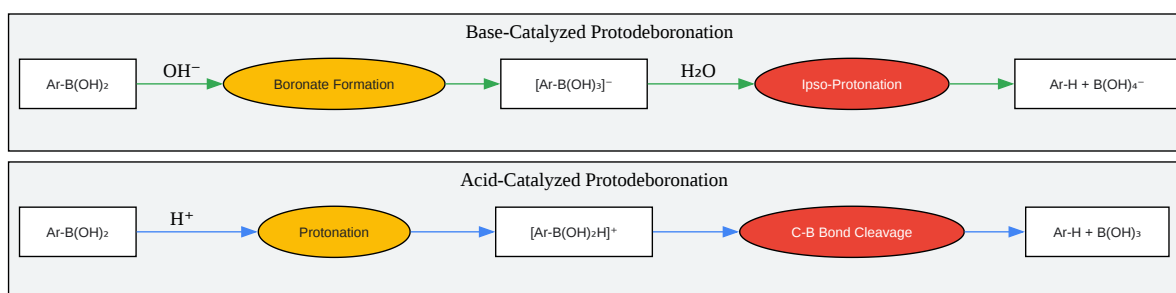 Base-Catalyzed Protodeboronation
Ar-B(OH)₂
OH⁻
Boronate Formation
[Ar-B(OH)₃]⁻
H₂O
Ipso-Protonation
Ar-H + B(OH)₄⁻
Acid-Catalyzed Protodeboronation
Ar-B(OH)₂
H⁺
Protonation
[Ar-B(OH)₂H]⁺
C-B Bond Cleavage
Ar-H + B(OH)₃